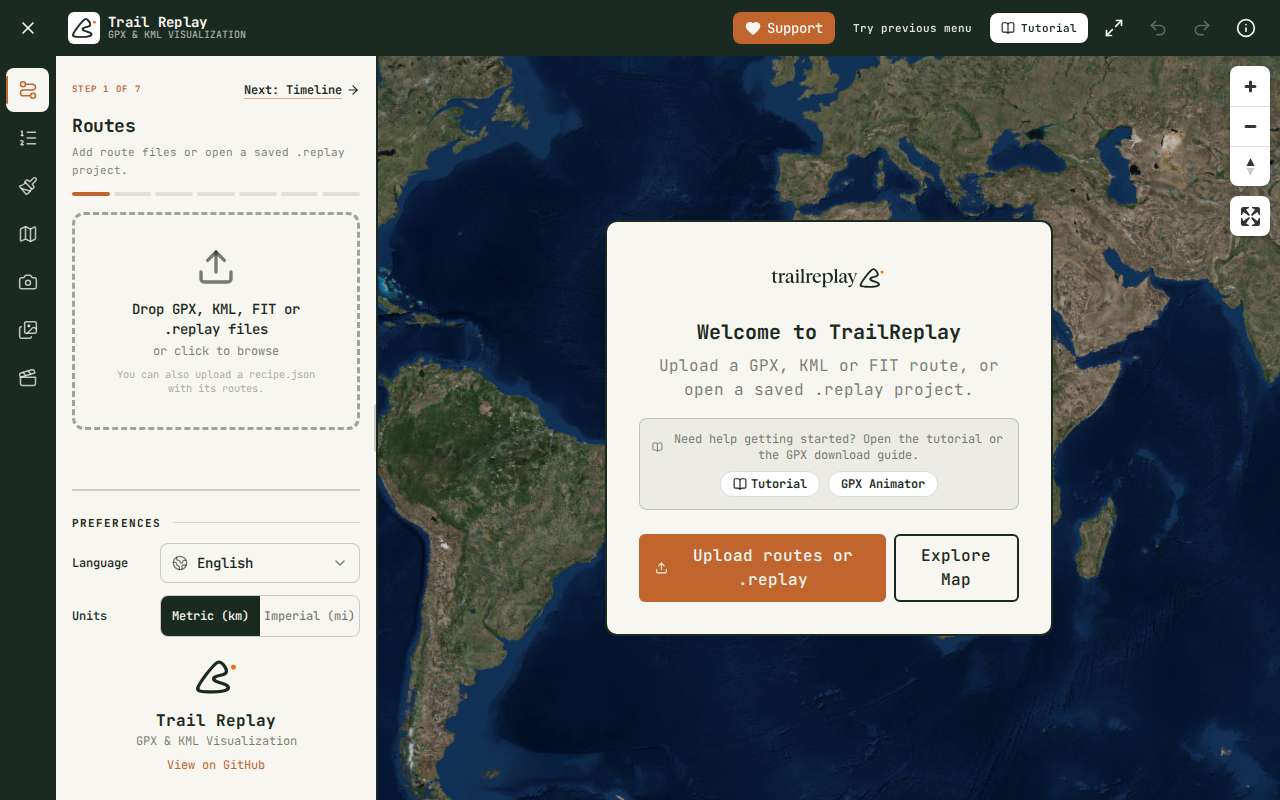 Trail Replay
GPX & KML VISUALIZATION
Support
Try previous menu
Tutorial
STEP 1 OF 7
Next: Timeline
Routes
Add route files or open a saved .replay
project.
Drop GPX, KML, FIT or
.replay files
or click to browse
You can also upload a recipe.json
with its routes.
PREFERENCES
Language
English
Units
Metric (km)
Imperial (mi)
Trail Replay
GPX & KML Visualization
View on GitHub
trailreplay
Welcome to TrailReplay
Upload a GPX, KML or FIT route, or
open a saved .replay project.
Need help getting started? Open the tutorial or
the GPX download guide.
Tutorial
GPX Animator
Upload routes or
.replay
Explore
Map